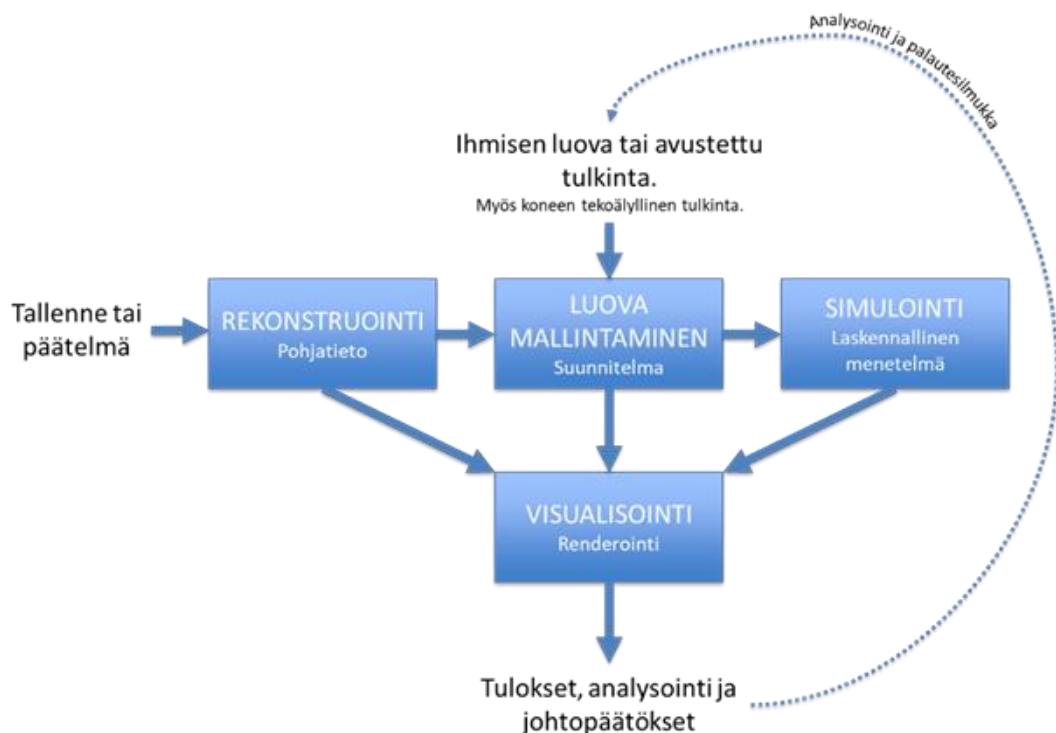 Analysointi ja palautesilmukka
Ihmisen luova tai avustettu
tulkinta.
Myös koneen tekoälyllinen tulkinta.
Tallenne tai
päätelmä
REKONSTRUOINTI
Pohjatieto
LUOVA
MALLINTAMINEN
Suunnitelma
SIMULOINTI
Laskennallinen
menetelmä
VISUALISOINTI
Renderointi
Tulokset, analysointi ja
johtopäätökset